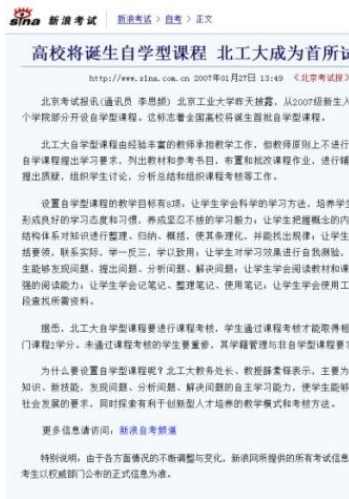 sina 新浪考试 新浪考试 > 自考 > 正文
高校将诞生自学型课程 北工大成为首所试
http://www.sina.com.cn 2007年01月27日 13:49 《北京考试报》
北京考试报讯(通讯员 李思颉) 北京工业大学昨天披露，从2007级新生入
个学院部分开设自学型课程。这标志着全国高校将诞生首批自学型课程。
北工大自学型课程由经验丰富的教师承担教学工作，但教师原则上不进行
自学课程提出学习要求，列出教材和参考书目，布置和批改课程作业，进行辅
提出质疑，组织学生讨论，分析总结和组织课程考核等工作。
设置自学型课程的教学目标有8项：让学生学会科学的学习方法，培养学生
形成良好的学习态度和习惯，养成坚忍不拔的学习毅力；让学生把握概念的内
结构体系对知识进行整理、归纳、概括，使其条理化，并能找出规律；让学生
括要领，联系实际，举一反三，学以致用；让学生对学习效果进行自我测验，
生能够发现问题、提出问题、分析问题、解决问题；让学生学会阅读教材和课
强的阅读能力；让学生学会记笔记、整理笔记、使用笔记；让学生学会使用工
段查找所需资料。
据悉，北工大自学型课程要进行课程考核，学生通过课程考核才能取得相
门课程2学分。未通过课程考核的学生要重修，其学籍管理与非自学型课程要求
为什么要设置自学型课程呢？北工大教务处长、教授薛素铎表示，主要为
知识、新技能，发现问题、分析问题、解决问题的自主学习能力，使学生能够
社会发展的要求，同时探索有利于创新型人才培养的教学模式和考核方法。
更多信息请访问：新浪自考频道
特别说明：由于各方面情况的不断调整与变化，新浪网所提供的所有考试信息
考生以权威部门公布的正式信息为准。